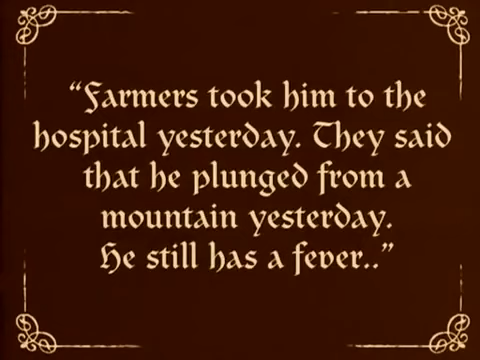 “Farmers took him to the
hospital yesterday. They said
that he plunged from a
mountain yesterday.
He still has a fever..”